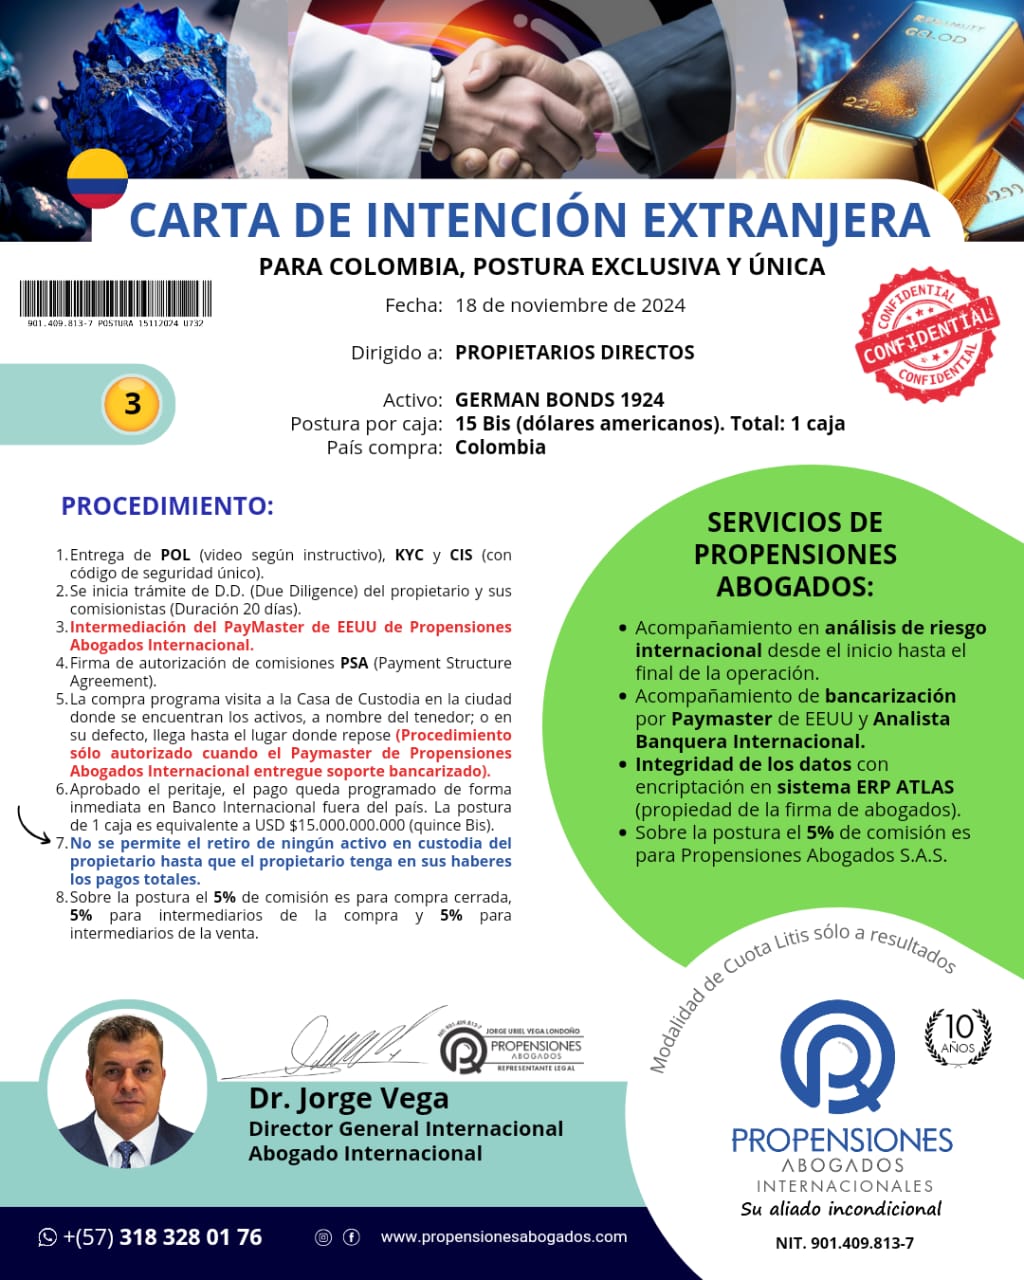 CARTA DE INTENCIÓN EXTRANJERA
PARA COLOMBIA, POSTURA EXCLUSIVA Y ÚNICA
901.409.813-7 POSTURA 15112024 U732
Fecha: 18 de noviembre de 2024
CONFIDENTIAL
CONFIDENTIAL
CONFIDENTIAL
Dirigido a: PROPIETARIOS DIRECTOS
3
Activo: GERMAN BONDS 1924
Postura por caja: 15 Bis (dólares americanos). Total: 1 caja
País compra: Colombia
PROCEDIMIENTO:
1. Entrega de POL (video según instructivo), KYC y CIS (con
código de seguridad único).
2. Se inicia trámite de D.D. (Due Diligence) del propietario y sus
comisionistas (Duración 20 días).
3. Intermediación del PayMaster de EEUU de Propensiones
Abogados Internacional.
4. Firma de autorización de comisiones PSA (Payment Structure
Agreement).
5. La compra programa visita a la Casa de Custodia en la ciudad
donde se encuentran los activos, a nombre del tenedor; o en
su defecto, llega hasta el lugar donde repose (Procedimiento
sólo autorizado cuando el Paymaster de Propensiones
Abogados Internacional entregue soporte bancarizado).
6. Aprobado el peritaje, el pago queda programado de forma
inmediata en Banco Internacional fuera del país. La postura
de 1 caja es equivalente a USD $15.000.000.000 (quince Bis).
7. No se permite el retiro de ningún activo en custodia del
propietario hasta que el propietario tenga en sus haberes
los pagos totales.
8. Sobre la postura el 5% de comisión es para compra cerrada,
5% para intermediarios de la compra y 5% para
intermediarios de la venta.
SERVICIOS DE
PROPENSIONES
ABOGADOS:
• Acompañamiento en análisis de riesgo
internacional desde el inicio hasta el
final de la operación.
• Acompañamiento de bancarización
por Paymaster de EEUU y Analista
Banquera Internacional.
• Integridad de los datos con
encriptación en sistema ERP ATLAS
(propiedad de la firma de abogados).
• Sobre la postura el 5% de comisión es
para Propensiones Abogados S.A.S.
Modalidad de Cuota Litis sólo a resultados
NIT. 901.409.813-7
JORGE URIEL VEGA LONDOÑO
PROPENSIONES
ABOGADOS
REPRESENTANTE LEGAL
Dr. Jorge Vega
Director General Internacional
Abogado Internacional
10
AÑOS
PROPENSIONES
ABOGADOS
INTERNACIONALES
Su aliado incondicional
NIT. 901.409.813-7
+(57) 318 328 01 76
www.propensionesabogados.com